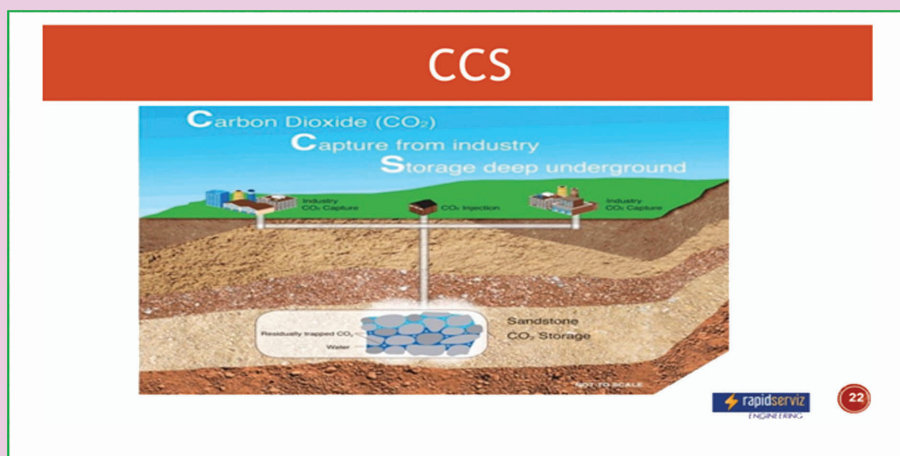 CCS
Carbon Dioxide (CO₂)
Capture from industry
Storage deep underground
Industry
CO₂ Capture
CO₂ Injection
Industry
CO₂ Capture
Residually trapped CO₂
Water
Sandstone
CO₂ Storage
*NOT TO SCALE
rapidserviz
ENGINEERING
22